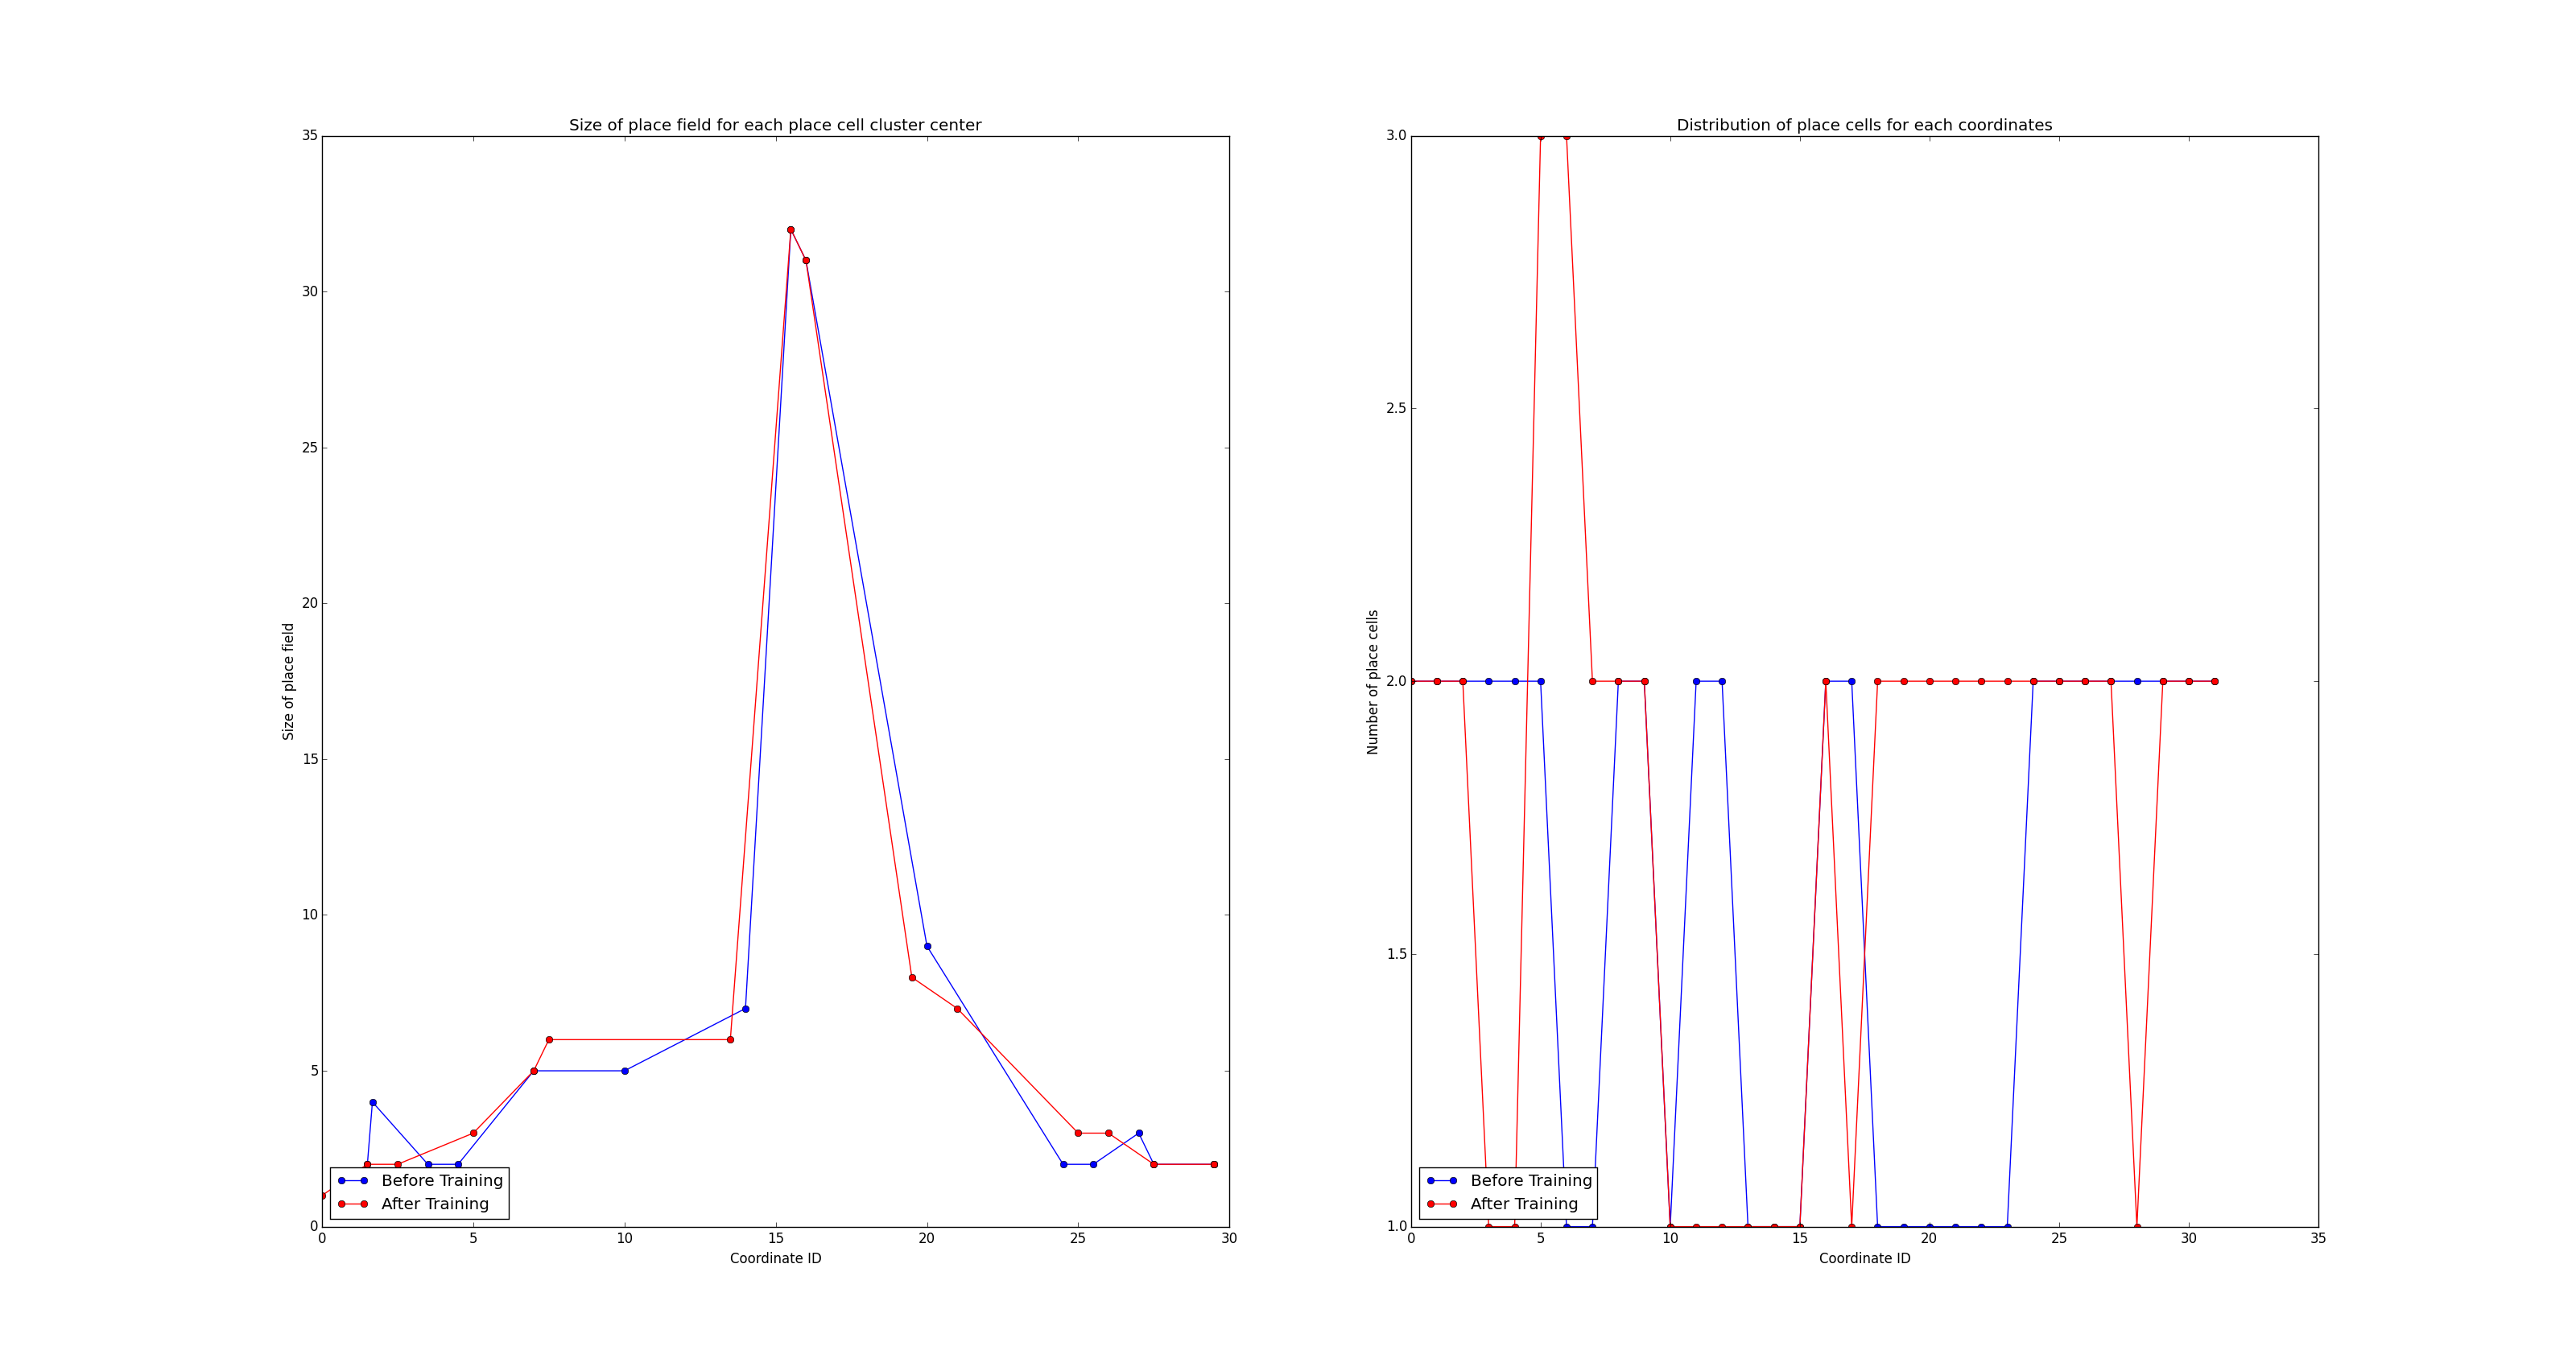 Size of place field for each place cell cluster center
35
30
25
20
15
10
5
0
Size of place field
0 5 10 15 20 25 30
Coordinate ID
Before Training
After Training
Distribution of place cells for each coordinates
3.0
2.5
2.0
1.5
1.0
Number of place cells
0 5 10 15 20 25 30 35
Coordinate ID
Before Training
After Training